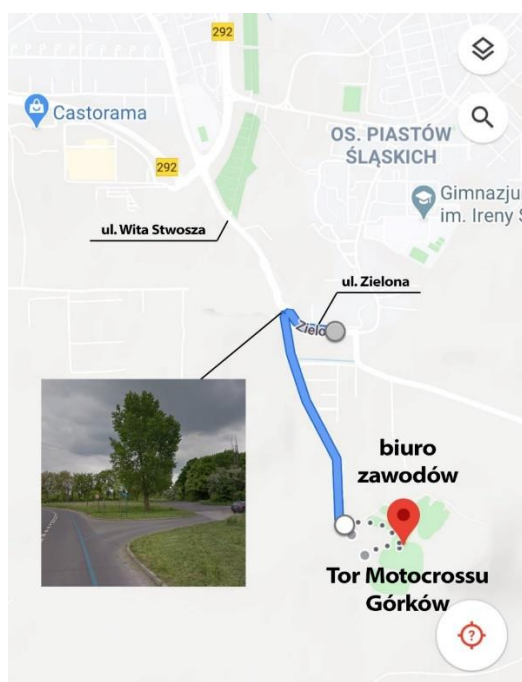 292
Castorama
OS. PIASTÓW
ŚLĄSKICH
292
Gimnazju
im. Ireny
ul. Wita Stwosza
ul. Zielona
Zielo
biuro
zawodów
Tor Motocrossu
Górków
?